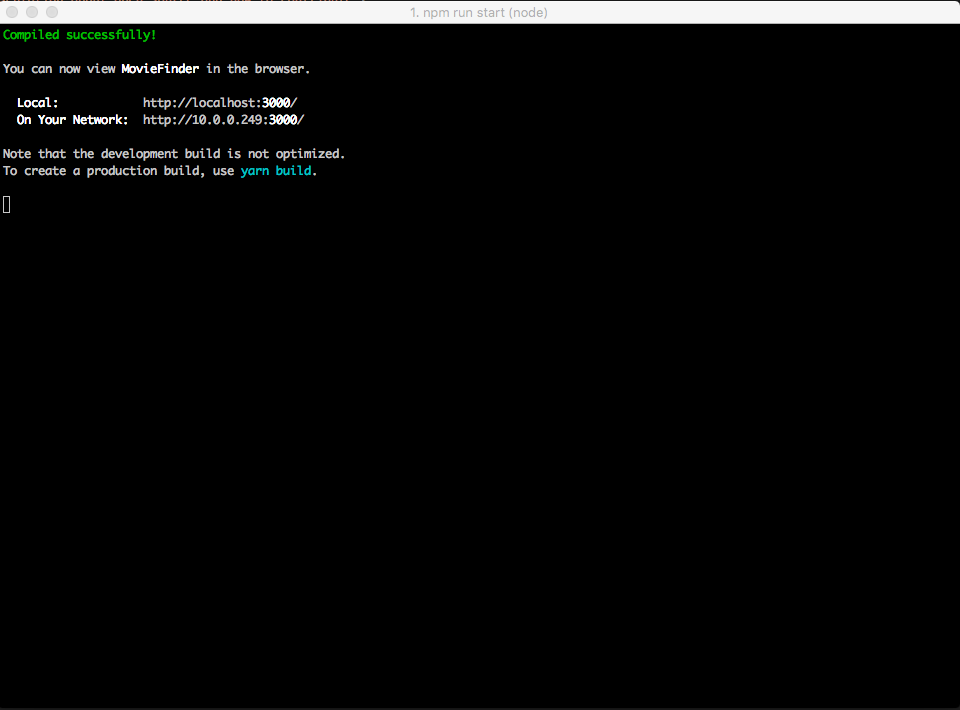 1. npm run start (node)
Compiled successfully!
You can now view MovieFinder in the browser.
Local: http://localhost:3000/
On Your Network: http://10.0.0.249:3000/
Note that the development build is not optimized.
To create a production build, use yarn build.